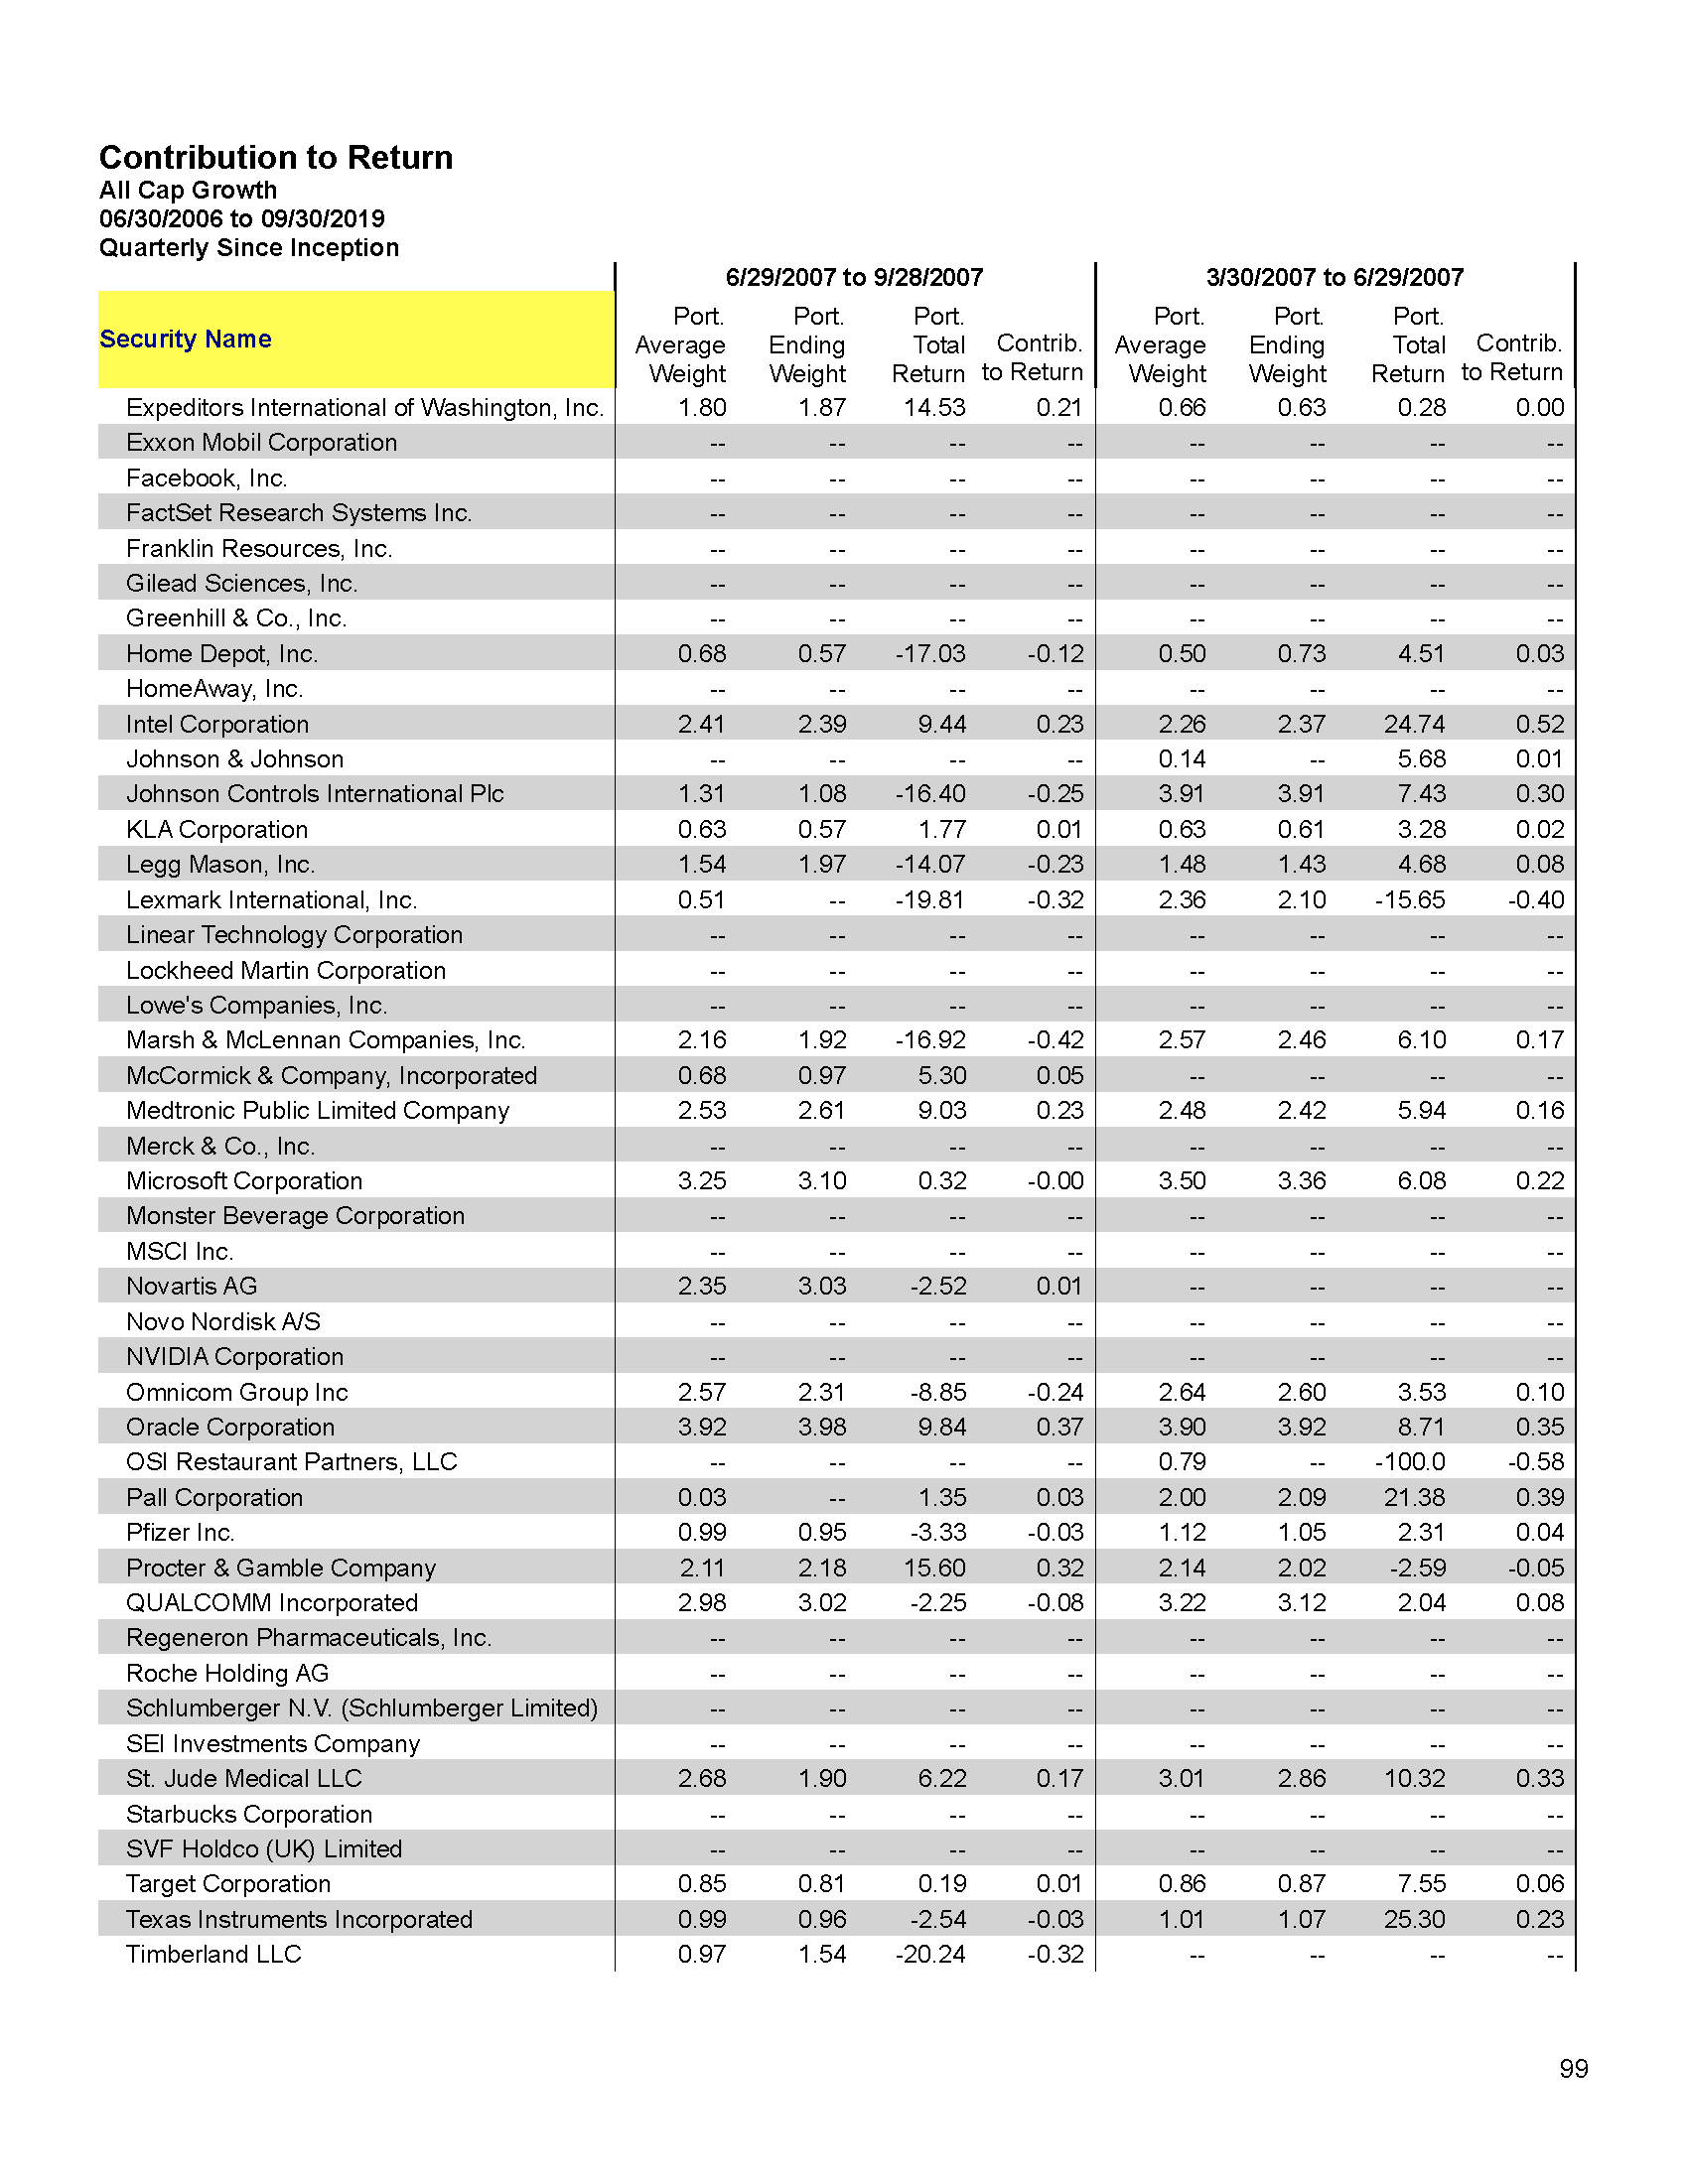 Contribution to Return
All Cap Growth
06/30/2006 to 09/30/2019
Quarterly Since Inception
6/29/2007 to 9/28/2007 3/30/2007 to 6/29/2007
Security Name Port. Average Weight Port. Ending Weight Port. Total Return Contrib. to Return Port. Average Weight Port. Ending Weight Port. Total Return Contrib. to Return
Expeditors International of Washington, Inc. 1.80 1.87 14.53 0.21 0.66 0.63 0.28 0.00
Exxon Mobil Corporation -- -- -- -- -- -- -- --
Facebook, Inc. -- -- -- -- -- -- -- --
FactSet Research Systems Inc. -- -- -- -- -- -- -- --
Franklin Resources, Inc. -- -- -- -- -- -- -- --
Gilead Sciences, Inc. -- -- -- -- -- -- -- --
Greenhill & Co., Inc. -- -- -- -- -- -- -- --
Home Depot, Inc. 0.68 0.57 -17.03 -0.12 0.50 0.73 4.51 0.03
HomeAway, Inc. -- -- -- -- -- -- -- --
Intel Corporation 2.41 2.39 9.44 0.23 2.26 2.37 24.74 0.52
Johnson & Johnson -- -- -- -- 0.14 -- 5.68 0.01
Johnson Controls International Plc 1.31 1.08 -16.40 -0.25 3.91 3.91 7.43 0.30
KLA Corporation 0.63 0.57 1.77 0.01 0.63 0.61 3.28 0.02
Legg Mason, Inc. 1.54 1.97 -14.07 -0.23 1.48 1.43 4.68 0.08
Lexmark International, Inc. 0.51 -- -19.81 -0.32 2.36 2.10 -15.65 -0.40
Linear Technology Corporation -- -- -- -- -- -- -- --
Lockheed Martin Corporation -- -- -- -- -- -- -- --
Lowe's Companies, Inc. -- -- -- -- -- -- -- --
Marsh & McLennan Companies, Inc. 2.16 1.92 -16.92 -0.42 2.57 2.46 6.10 0.17
McCormick & Company, Incorporated 0.68 0.97 5.30 0.05 -- -- -- --
Medtronic Public Limited Company 2.53 2.61 9.03 0.23 2.48 2.42 5.94 0.16
Merck & Co., Inc. -- -- -- -- -- -- -- --
Microsoft Corporation 3.25 3.10 0.32 -0.00 3.50 3.36 6.08 0.22
Monster Beverage Corporation -- -- -- -- -- -- -- --
MSCI Inc. -- -- -- -- -- -- -- --
Novartis AG 2.35 3.03 -2.52 0.01 -- -- -- --
Novo Nordisk A/S -- -- -- -- -- -- -- --
NVIDIA Corporation -- -- -- -- -- -- -- --
Omnicom Group Inc 2.57 2.31 -8.85 -0.24 2.64 2.60 3.53 0.10
Oracle Corporation 3.92 3.98 9.84 0.37 3.90 3.92 8.71 0.35
OSI Restaurant Partners, LLC -- -- -- -- 0.79 -- -100.0 -0.58
Pall Corporation 0.03 -- 1.35 0.03 2.00 2.09 21.38 0.39
Pfizer Inc. 0.99 0.95 -3.33 -0.03 1.12 1.05 2.31 0.04
Procter & Gamble Company 2.11 2.18 15.60 0.32 2.14 2.02 -2.59 -0.05
QUALCOMM Incorporated 2.98 3.02 -2.25 -0.08 3.22 3.12 2.04 0.08
Regeneron Pharmaceuticals, Inc. -- -- -- -- -- -- -- --
Roche Holding AG -- -- -- -- -- -- -- --
Schlumberger N.V. (Schlumberger Limited) -- -- -- -- -- -- -- --
SEI Investments Company -- -- -- -- -- -- -- --
St. Jude Medical LLC 2.68 1.90 6.22 0.17 3.01 2.86 10.32 0.33
Starbucks Corporation -- -- -- -- -- -- -- --
SVF Holdco (UK) Limited -- -- -- -- -- -- -- --
Target Corporation 0.85 0.81 0.19 0.01 0.86 0.87 7.55 0.06
Texas Instruments Incorporated 0.99 0.96 -2.54 -0.03 1.01 1.07 25.30 0.23
Timberland LLC 0.97 1.54 -20.24 -0.32 -- -- -- --
99